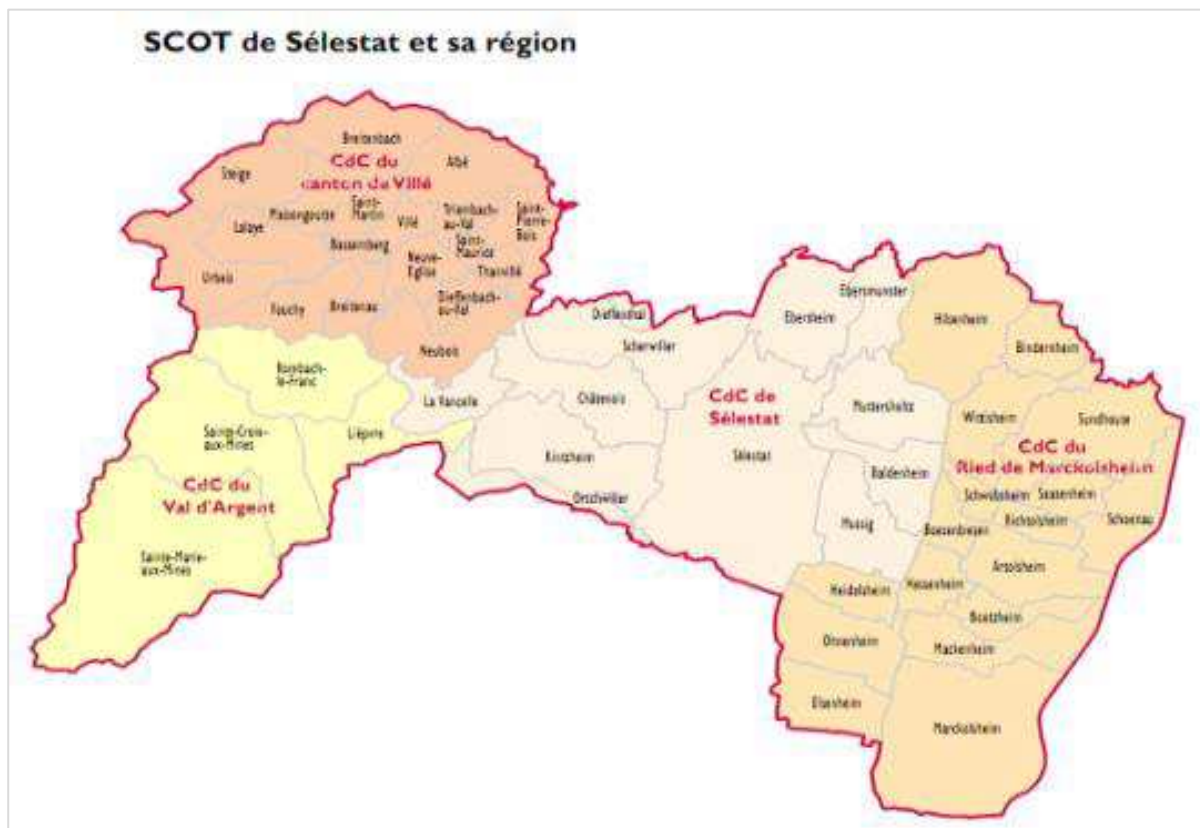 SCOT de Sélestat et sa région
Breitenbach
CdC du
canton de Villé
Albé
Steige
Saint-
Martin
Maisongoutte
Villé
Triembach-
au-Val
Saint-
Pierre-
Bois
Lalaye
Bassemberg
Saint-
Maurice
Neuve-
Eglise
Thanvillé
Urbeis
Fouchy
Breitenau
Dieffenbach-
au-Val
Neubois
Ebersmunster
Ebersheim
Hilsenheim
Dieffenthal
Scherwiller
Bindernheim
Rombach-
le-Franc
La Vancelle
Châtenois
CdC de
Sélestat
Muttersholtz
Wittisheim
Sundhouse
Sainte-Croix-
aux-Mines
Lièpvre
Kintzheim
Sélestat
Baldenheim
CdC du
Ried de Marckolsheim
CdC du
Val d'Argent
Orschwiller
Schwobsheim
Saasenheim
Mussig
Boesenbiesen
Richtolsheim
Schoenau
Sainte-Marie-
aux-Mines
Artolsheim
Heidolsheim
Hessenheim
Bootzheim
Ohnenheim
Mackenheim
Elsenheim
Marckolsheim